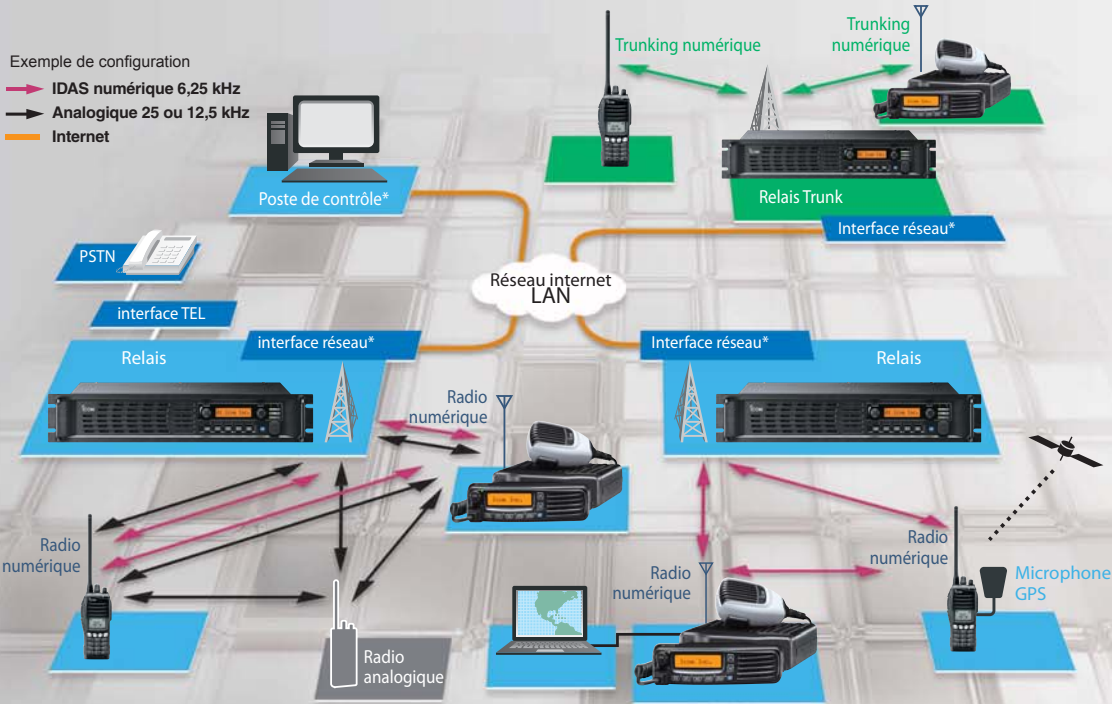 Exemple de configuration
IDAS numérique 6,25 kHz
Analogique 25 ou 12,5 kHz
Internet
Trunking numérique
Trunking
numérique
Poste de contrôle*
Relais Trunk
Interface réseau*
PSTN
interface TEL
Réseau internet
LAN
interface réseau*
Relais
Interface réseau*
Relais
Radio
numérique
Radio
numérique
Radio
analogique
Radio
numérique
Radio
numérique
Microphone
GPS